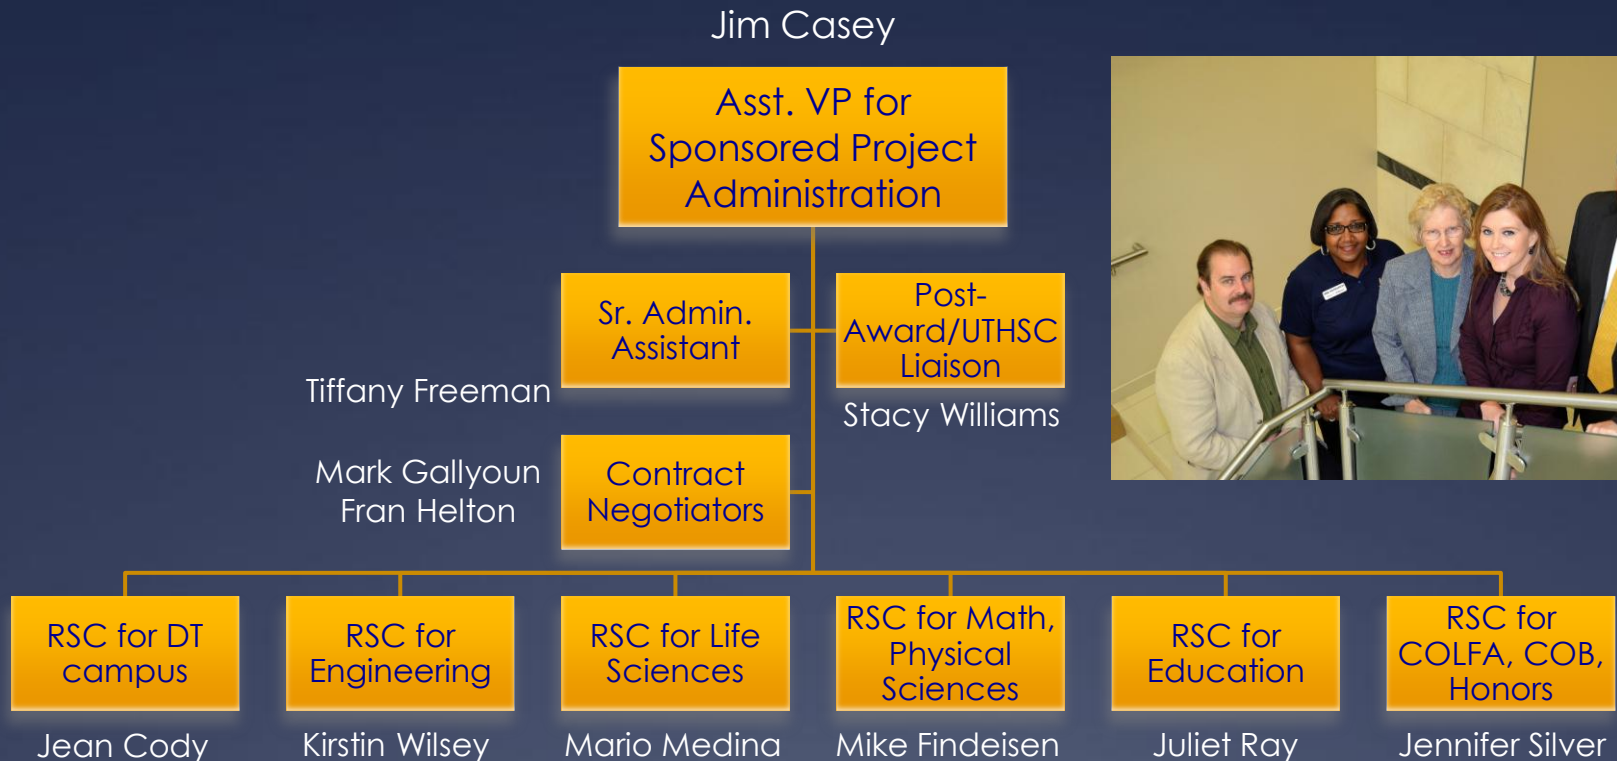 Jim Casey
Asst. VP for
Sponsored Project
Administration
Sr. Admin.
Assistant
Tiffany Freeman
Post-
Award/UTHSC
Liaison
Stacy Williams
Mark Gallyoun
Fran Helton
Contract
Negotiators
RSC for DT
campus
Jean Cody
RSC for
Engineering
Kirstin Wilsey
RSC for Life
Sciences
Mario Medina
RSC for Math,
Physical
Sciences
Mike Findeisen
RSC for
Education
Juliet Ray
RSC for
COLFA, COB,
Honors
Jennifer Silver